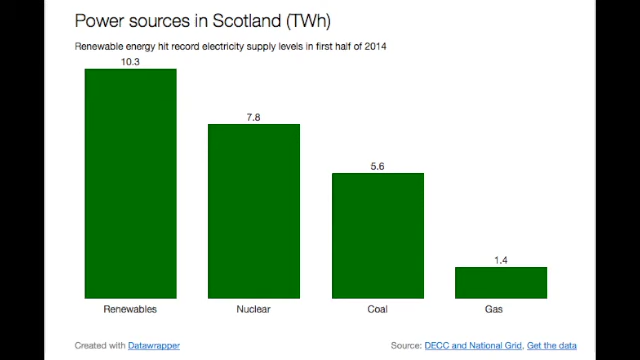 Power sources in Scotland (TWh)
Renewable energy hit record electricity supply levels in first half of 2014
10.3
7.8
5.6
1.4
Renewables Nuclear Coal Gas
Created with Datawrapper Source: DECC and National Grid, Get the data